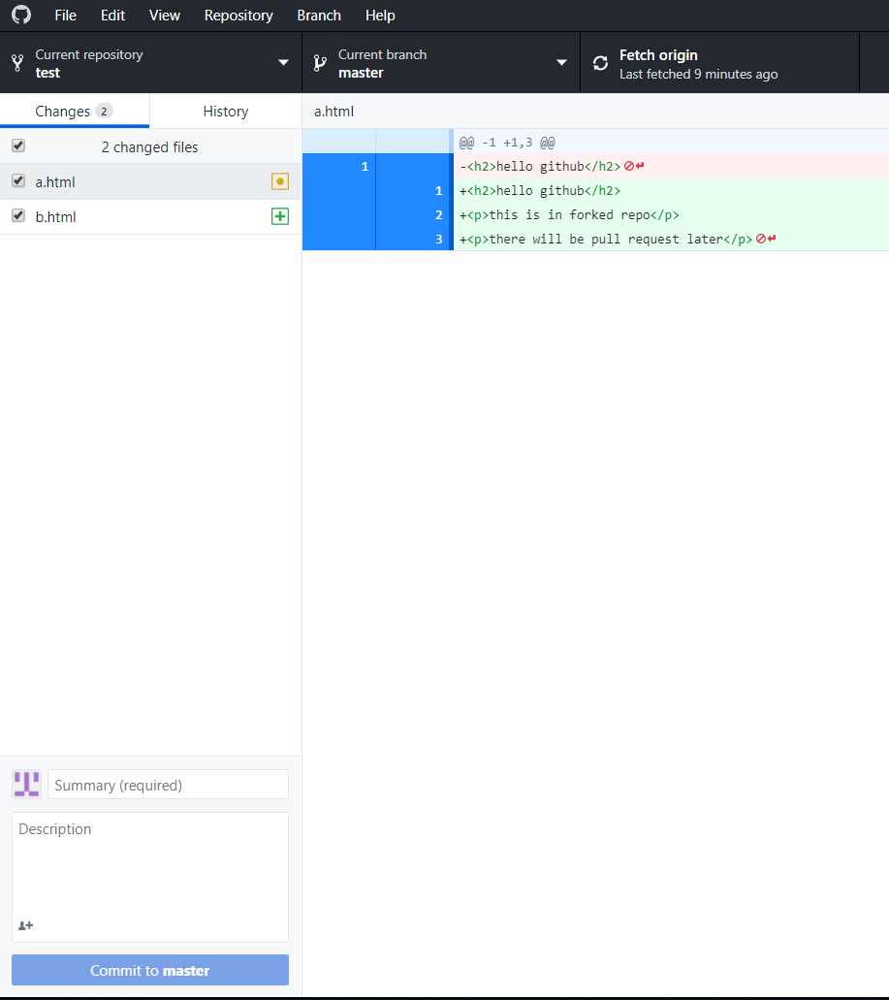 File Edit View Repository Branch Help
Current repository
test
Current branch
master
Fetch origin
Last fetched 9 minutes ago
Changes 2
History
2 changed files
a.html
b.html
a.html
@@ -1 +1,3 @@
1 -<h2>hello github</h2>
1 +<h2>hello github</h2>
2 +<p>this is in forked repo</p>
3 +<p>there will be pull request later</p>
Summary (required)
Description
Commit to master